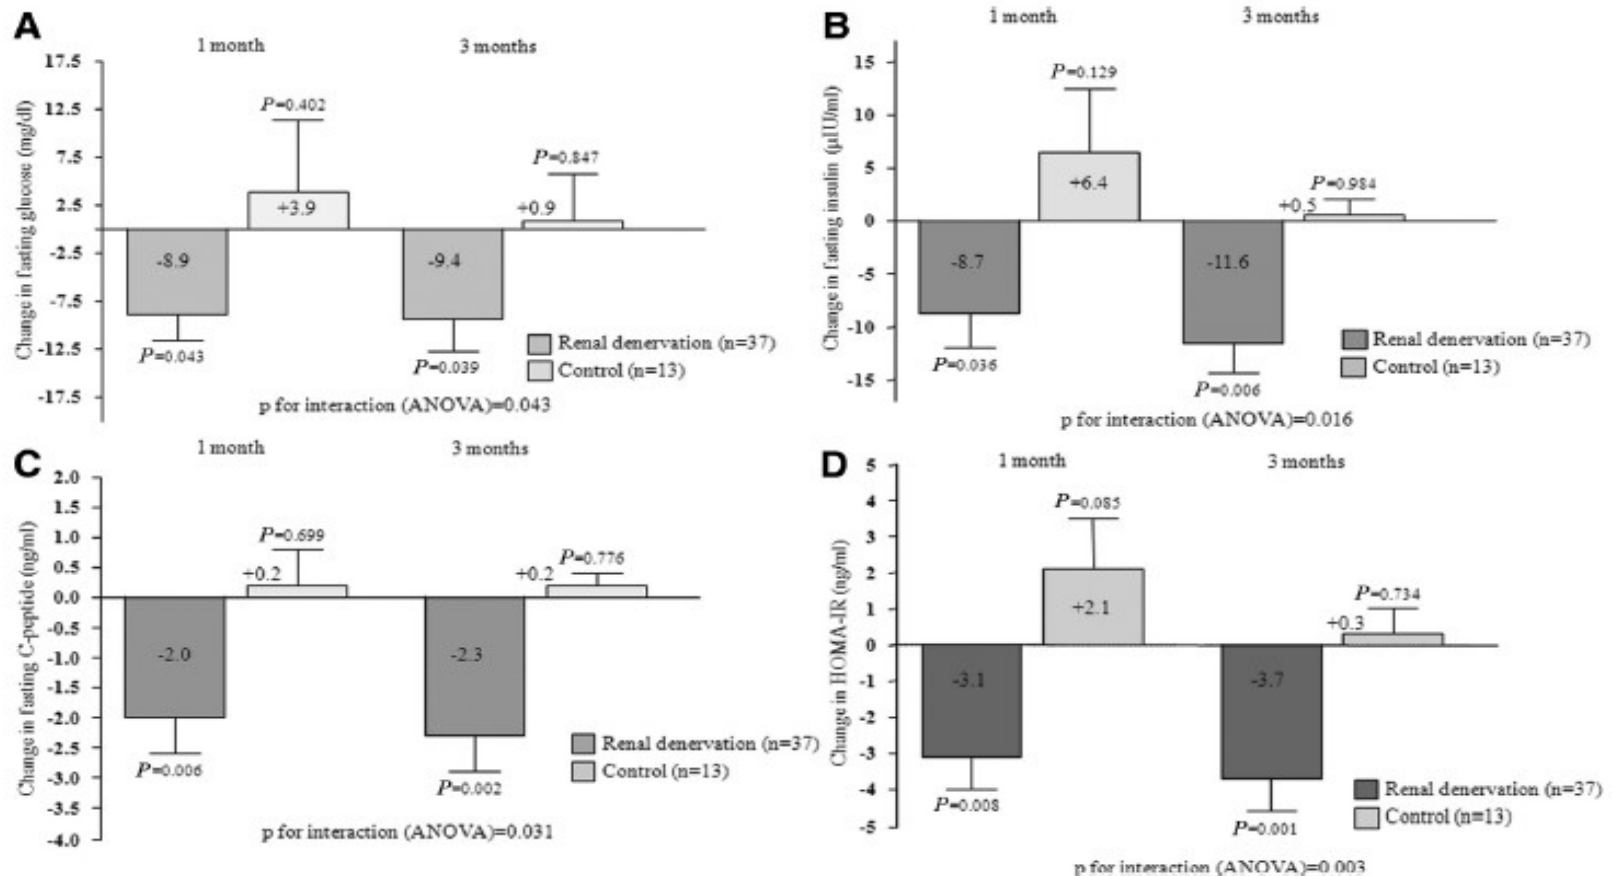 A
1 month
3 months
17.5
12.5
7.5
2.5
-2.5
-7.5
-12.5
-17.5
Change in fasting glucose (mg/dl)
P=0.402
P=0.847
+3.9
+0.9
-8.9
-9.4
P=0.043
P=0.039
Renal denervation (n=37)
Control (n=13)
p for interaction (ANOVA)=0.043
B
1 month
3 months
15
10
5
0
-5
-10
-15
Change in fasting insulin (µIU/ml)
P=0.129
P=0.984
+6.4
+0.5
-8.7
-11.6
P=0.036
P=0.006
Renal denervation (n=37)
Control (n=13)
p for interaction (ANOVA)=0.016
C
1 month
3 months
2.0
1.5
1.0
0.5
0.0
-0.5
-1.0
-1.5
-2.0
-2.5
-3.0
-3.5
-4.0
Change in fasting C-peptide (ng/ml)
P=0.699
P=0.776
+0.2
+0.2
-2.0
-2.3
P=0.006
P=0.002
Renal denervation (n=37)
Control (n=13)
p for interaction (ANOVA)=0.031
D
1 month
3 months
5
4
3
2
1
0
-1
-2
-3
-4
-5
Change in HOMA-IR (ng/ml)
P=0.085
P=0.734
+2.1
+0.3
-3.1
-3.7
P=0.008
P=0.001
Renal denervation (n=37)
Control (n=13)
p for interaction (ANOVA)=0.003